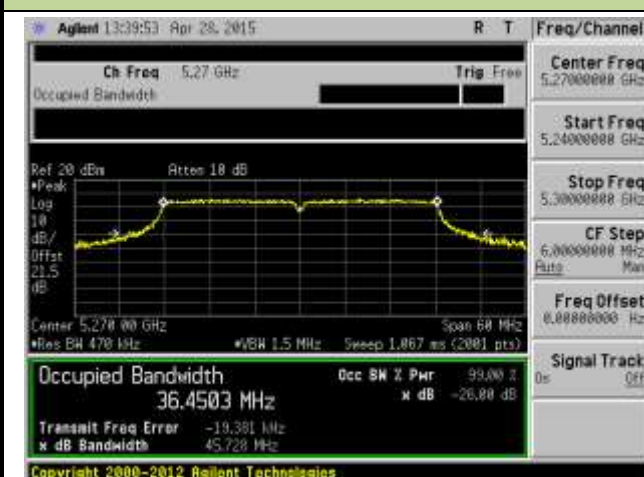 Agilent 13:39:53 Apr 28, 2015 R T
Ch Freq 5.27 GHz Trig Free
Occupied Bandwidth
Ref 20 dBm Atten 10 dB
•Peak
Log
10
dB/
Offst
21.5
dB
Center 5.270 00 GHz Span 60 MHz
•Res BW 470 kHz •VBW 1.5 MHz Sweep 1.067 ms (2001 pts)
Occupied Bandwidth Occ BW % Pwr 99.00 %
36.4503 MHz x dB -26.00 dB
Transmit Freq Error -19.381 kHz
x dB Bandwidth 45.728 MHz
Copyright 2000-2012 Agilent Technologies
Freq/Channel
Center Freq
5.27000000 GHz
Start Freq
5.24000000 GHz
Stop Freq
5.30000000 GHz
CF Step
6.00000000 MHz
Auto Man
Freq Offset
0.00000000 Hz
Signal Track
On Off